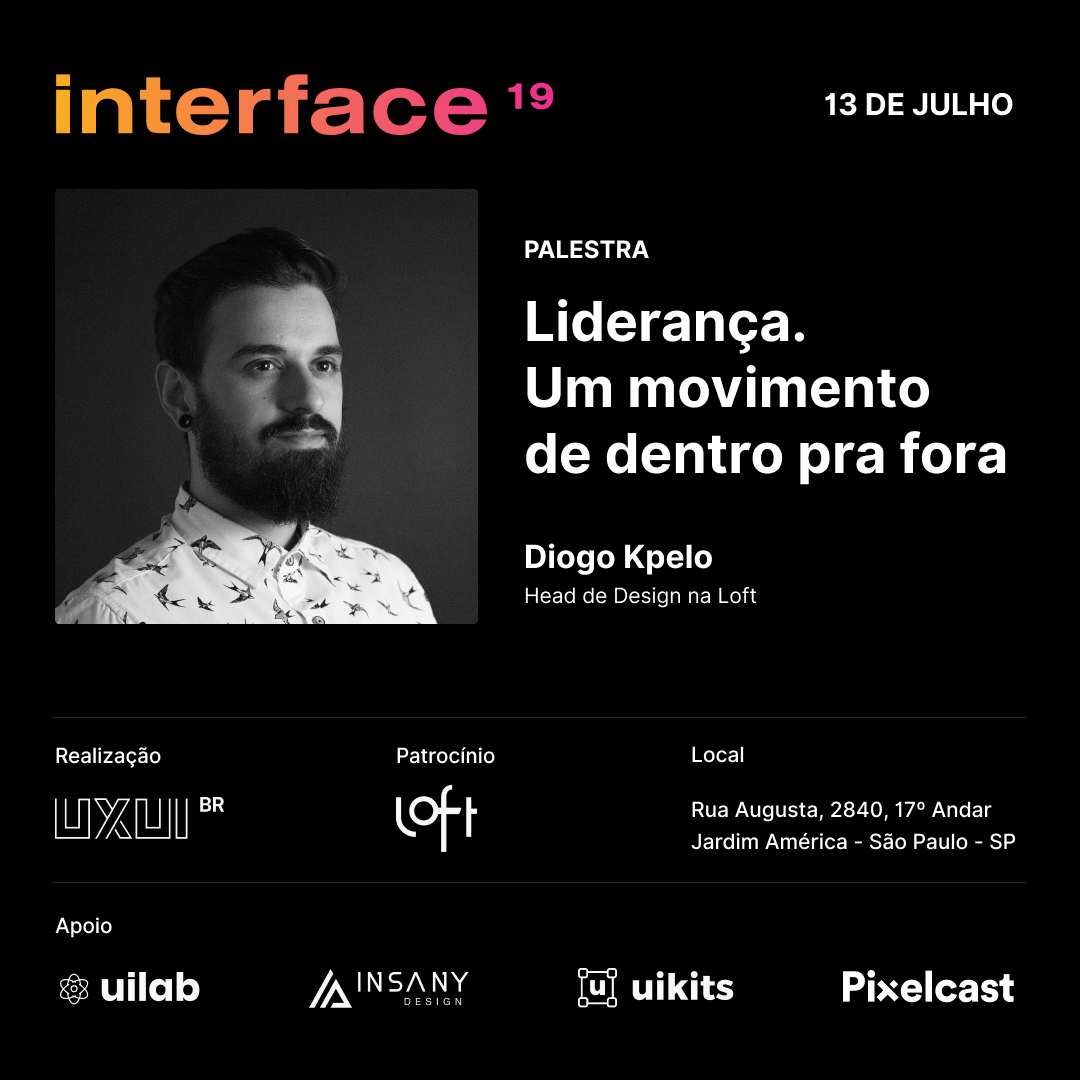 interface 19
13 DE JULHO
PALESTRA
Liderança.
Um movimento
de dentro pra fora
Diogo Kpelo
Head de Design na Loft
Realização
UXUI BR
Patrocínio
Loft
Local
Rua Augusta, 2840, 17º Andar
Jardim América - São Paulo - SP
Apoio
uilab
INSANY
DESIGN
u uikits
Pixelcast